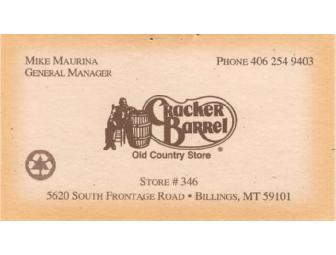 MIKE MAURINA
GENERAL MANAGER
PHONE 406 254 9403
Cracker
Barrel
Old Country Store ®
STORE # 346
5620 SOUTH FRONTAGE ROAD • BILLINGS, MT 59101